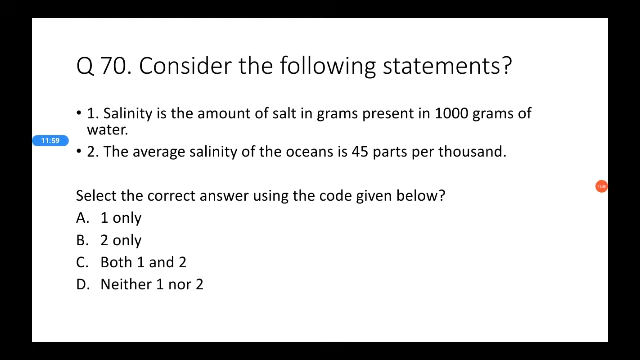 Q 70. Consider the following statements?
• 1. Salinity is the amount of salt in grams present in 1000 grams of
water.
11:59
• 2. The average salinity of the oceans is 45 parts per thousand.
Select the correct answer using the code given below?
A. 1 only
B. 2 only
C. Both 1 and 2
D. Neither 1 nor 2